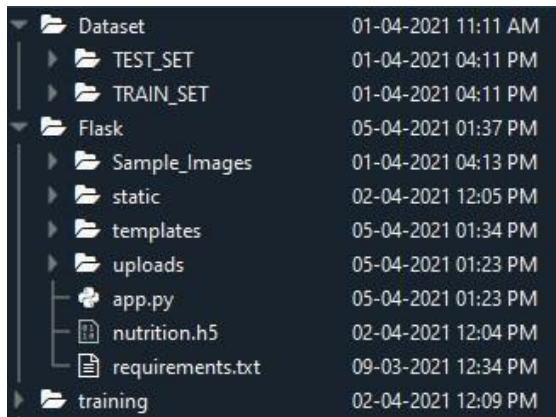 Dataset 01-04-2021 11:11 AM
TEST_SET 01-04-2021 04:11 PM
TRAIN_SET 01-04-2021 04:11 PM
Flask 05-04-2021 01:37 PM
Sample_Images 01-04-2021 04:13 PM
static 02-04-2021 12:05 PM
templates 05-04-2021 01:34 PM
uploads 05-04-2021 01:23 PM
app.py 05-04-2021 01:23 PM
nutrition.h5 02-04-2021 12:04 PM
requirements.txt 09-03-2021 12:34 PM
training 02-04-2021 12:09 PM